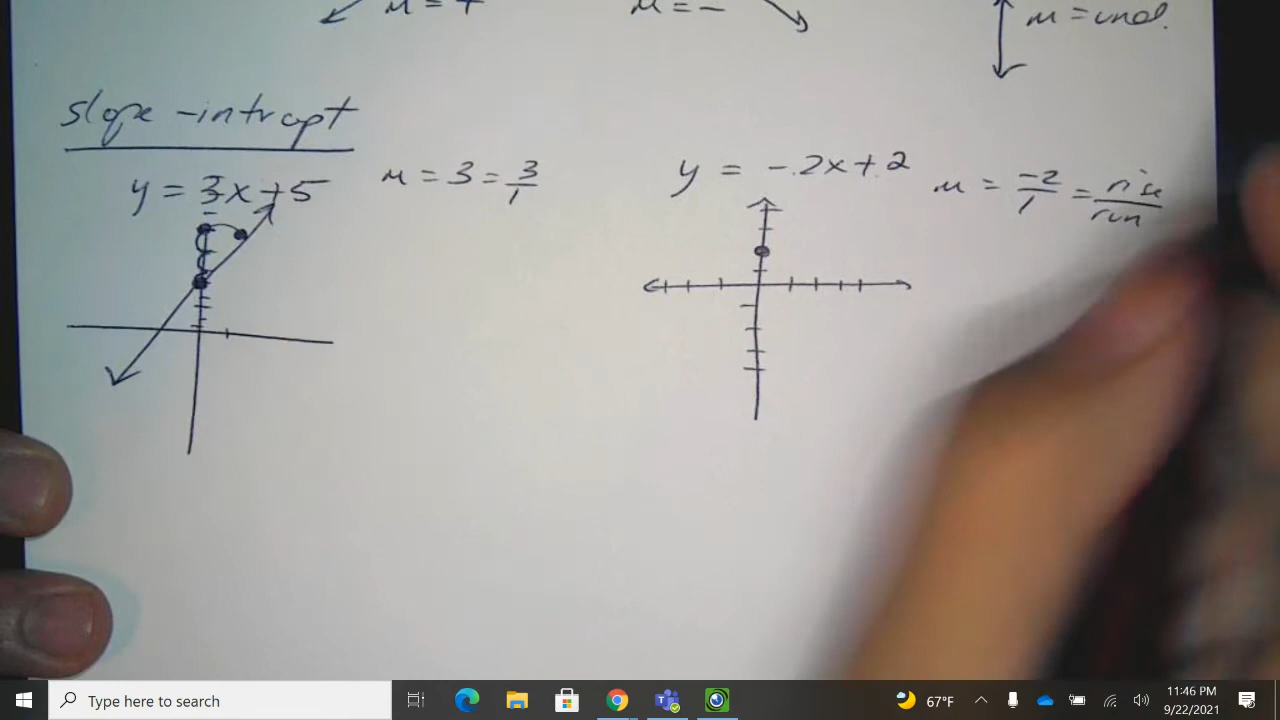 m = +
m = -
m = und.
slope-intrcpt
y = 3x+5
m = 3 = 3/1
y = -2x+2
m = -2/1 = rise/run
Type here to search
67°F
11:46 PM
9/22/2021